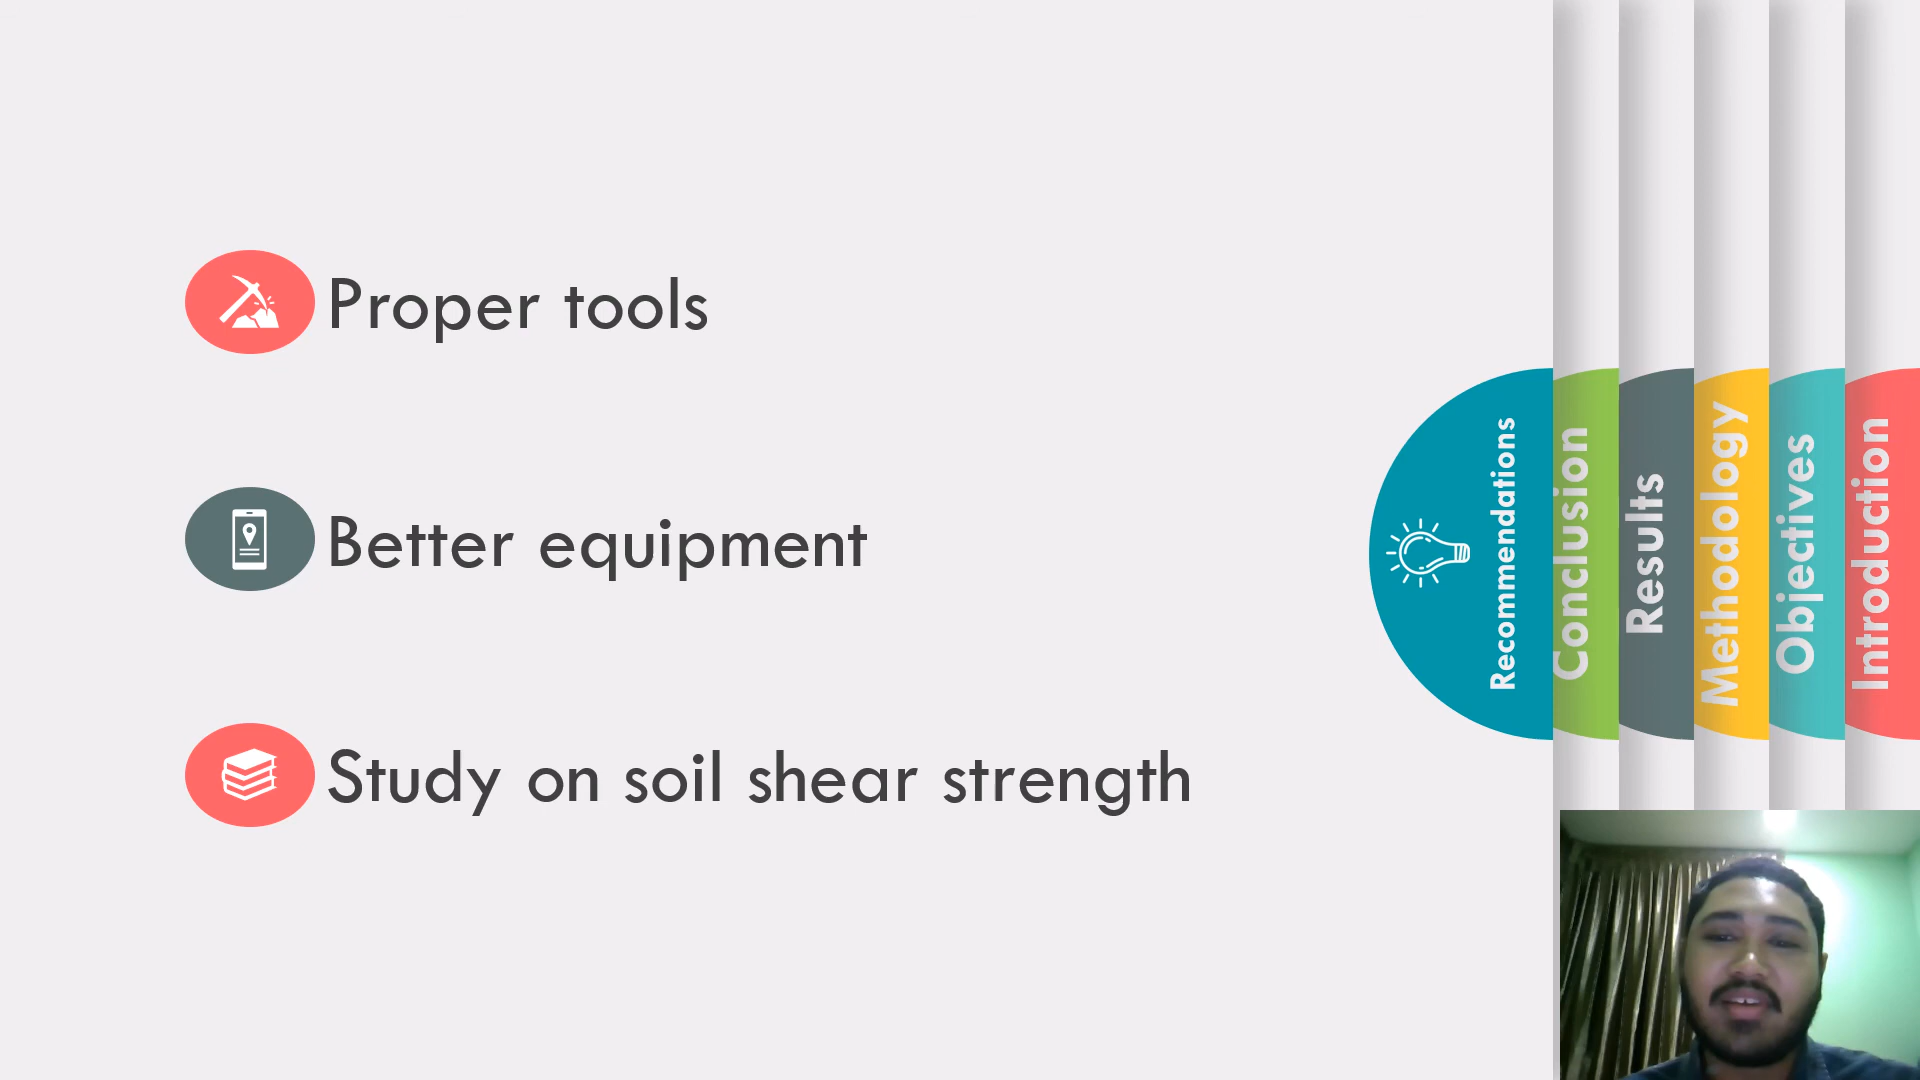 Proper tools
Better equipment
Study on soil shear strength
Recommendations
Conclusion
Results
Methodology
Objectives
Introduction